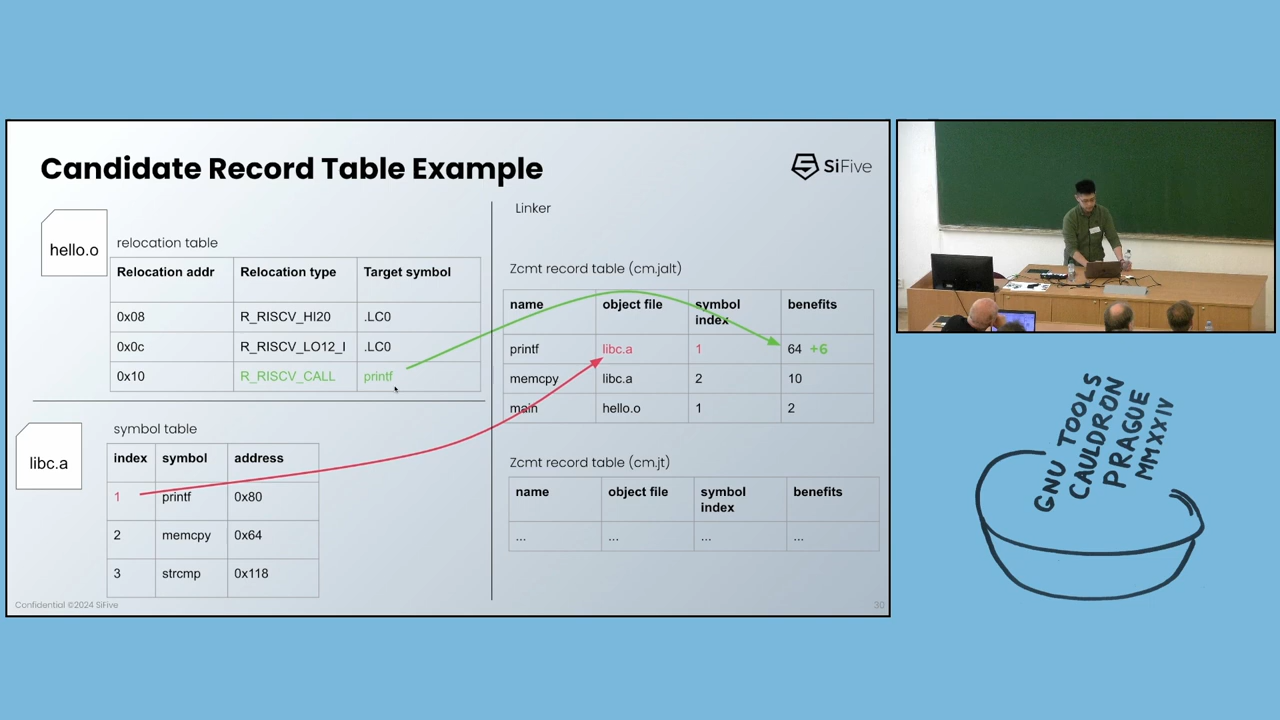 Candidate Record Table Example
SiFive
hello.o
relocation table
Relocation addr Relocation type Target symbol
0x08 R_RISCV_HI20 .LC0
0x0c R_RISCV_LO12_I .LC0
0x10 R_RISCV_CALL printf
libc.a
symbol table
index symbol address
1 printf 0x80
2 memcpy 0x64
3 strcmp 0x118
Linker
Zcmt record table (cm.jalt)
name object file symbol index benefits
printf libc.a 1 64 +6
memcpy libc.a 2 10
main hello.o 1 2
Zcmt record table (cm.jt)
name object file symbol index benefits
... ... ... ...
Confidential ©2024 SiFive
30
GNU TOOLS
CAULDRON
PRAGUE
MMXXIV